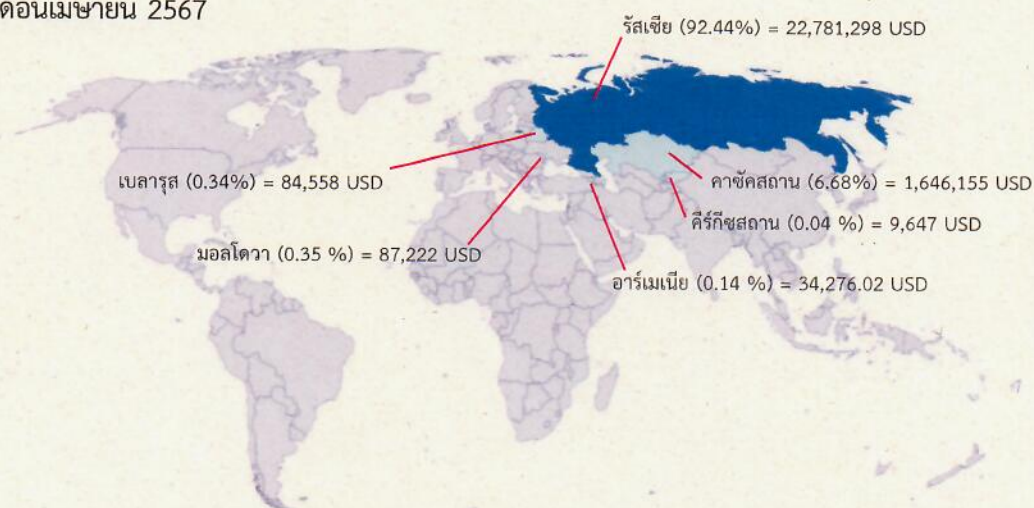 ดือนเมษายน 2567
รัสเซีย (92.44%) = 22,781,298 USD
เบลารุส (0.34%) = 84,558 USD
คาซัคสถาน (6.68%) = 1,646,155 USD
คีร์กีซสถาน (0.04 %) = 9,647 USD
มอลโดวา (0.35 %) = 87,222 USD
อาร์เมเนีย (0.14 %) = 34,276.02 USD